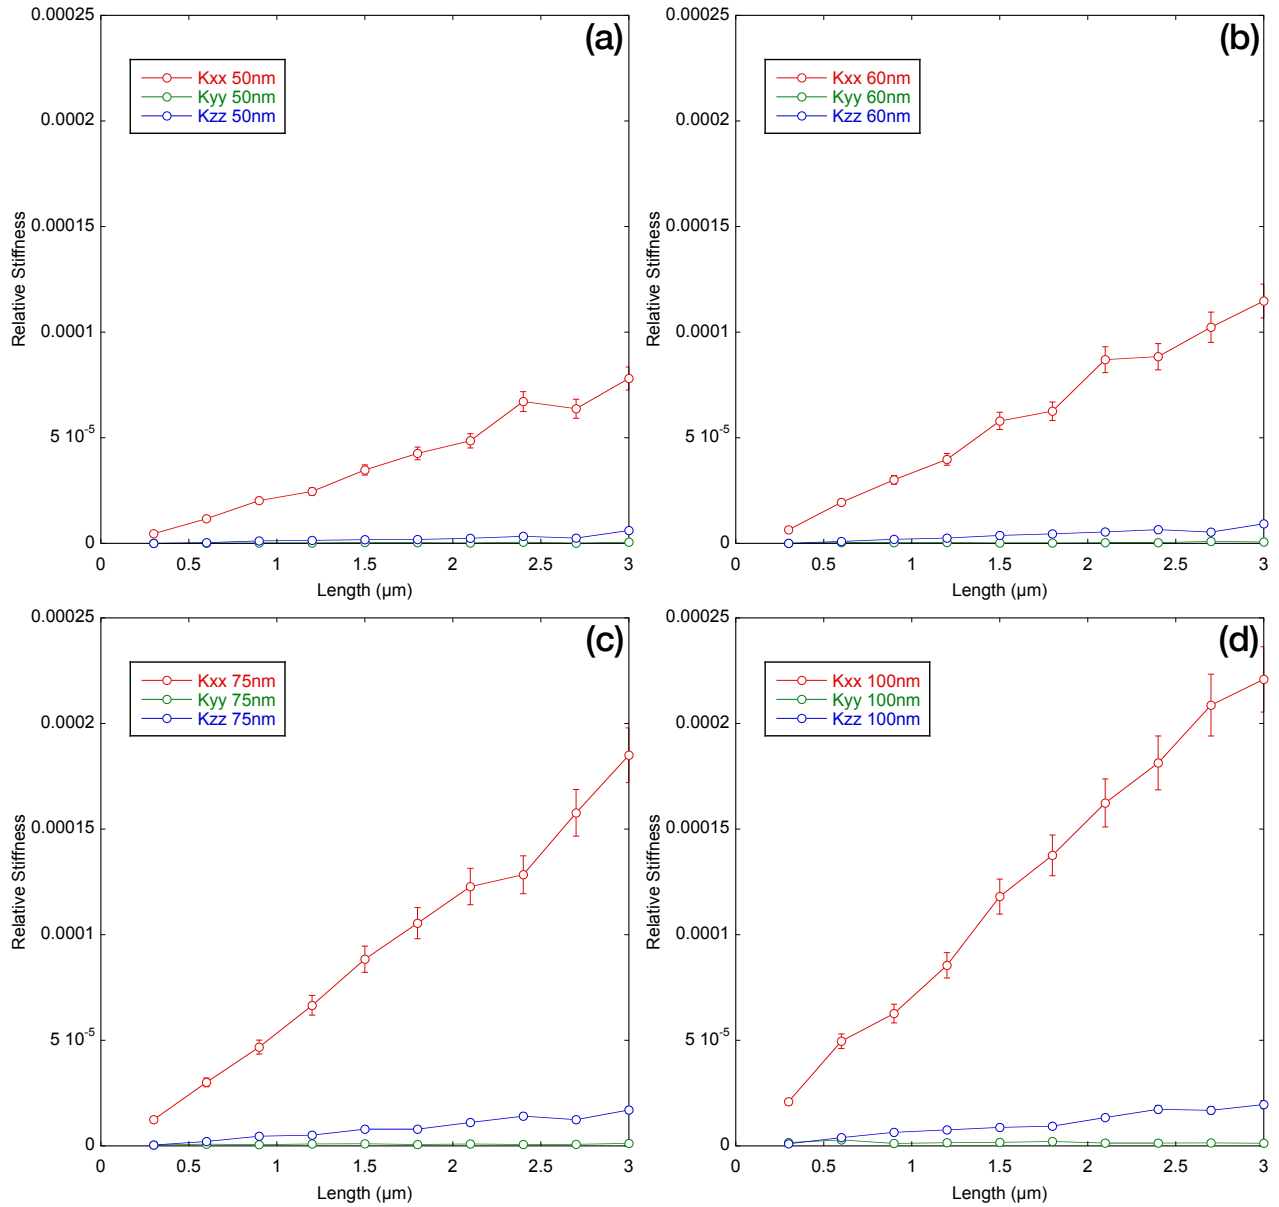 (a)
Kxx 50nm
Kyy 50nm
Kzz 50nm
Relative Stiffness
0.00025
0.0002
0.00015
0.0001
5 10-5
0
0 0.5 1 1.5 2 2.5 3
Length (µm)
(b)
Kxx 60nm
Kyy 60nm
Kzz 60nm
Relative Stiffness
0.00025
0.0002
0.00015
0.0001
5 10-5
0
0 0.5 1 1.5 2 2.5 3
Length (µm)
(c)
Kxx 75nm
Kyy 75nm
Kzz 75nm
Relative Stiffness
0.00025
0.0002
0.00015
0.0001
5 10-5
0
0 0.5 1 1.5 2 2.5 3
Length (µm)
(d)
Kxx 100nm
Kyy 100nm
Kzz 100nm
Relative Stiffness
0.00025
0.0002
0.00015
0.0001
5 10-5
0
0 0.5 1 1.5 2 2.5 3
Length (µm)